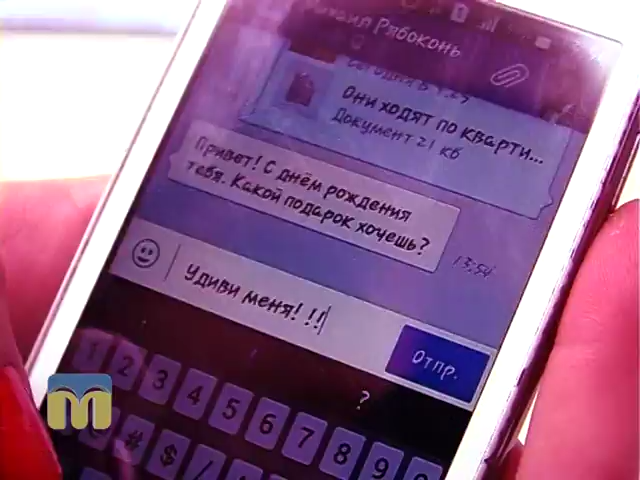 Рябоконь
Они ходят по кварти...
Документ 21 кб
Привет! С днём рождения
тебя. Какой подарок хочешь?
13:54
Удиви меня! !!
Отпр.
?
1 2 3 4 5 6 7 8 9
# $ /
m